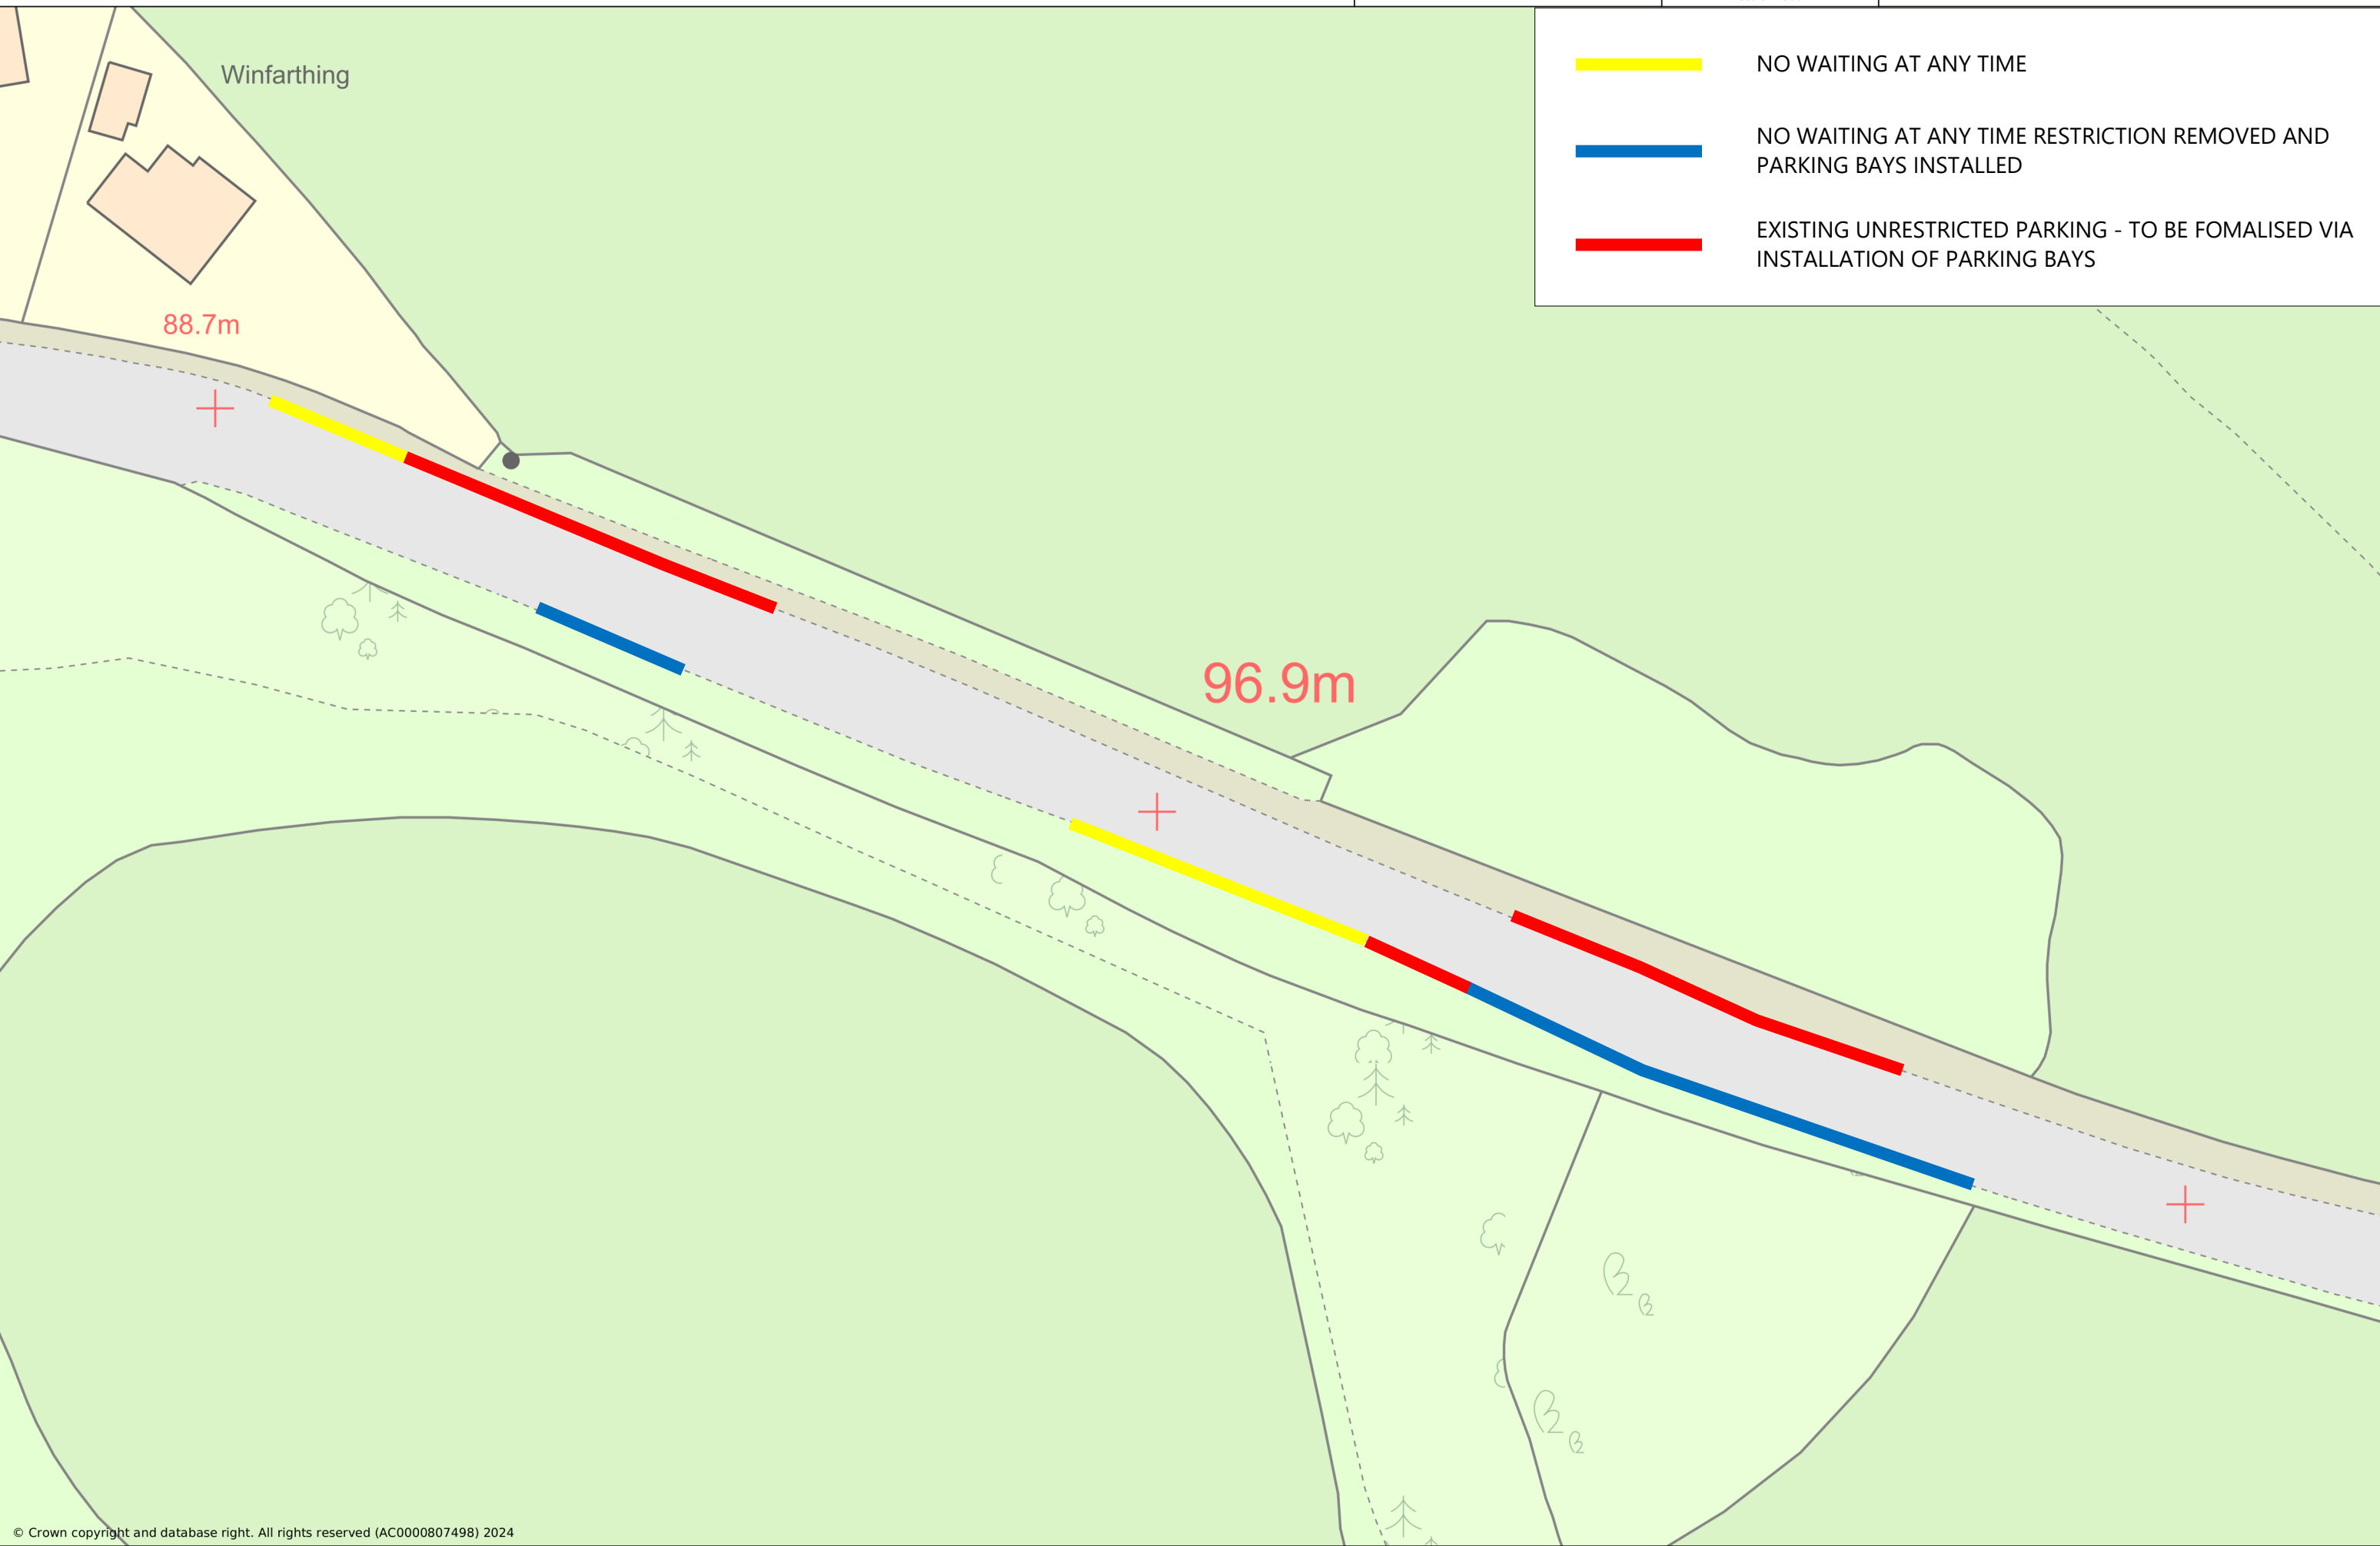 NO WAITING AT ANY TIME
NO WAITING AT ANY TIME RESTRICTION REMOVED AND
PARKING BAYS INSTALLED
EXISTING UNRESTRICTED PARKING - TO BE FOMALISED VIA
INSTALLATION OF PARKING BAYS
Winfarthing
88.7m
96.9m
© Crown copyright and database right. All rights reserved (AC0000807498) 2024